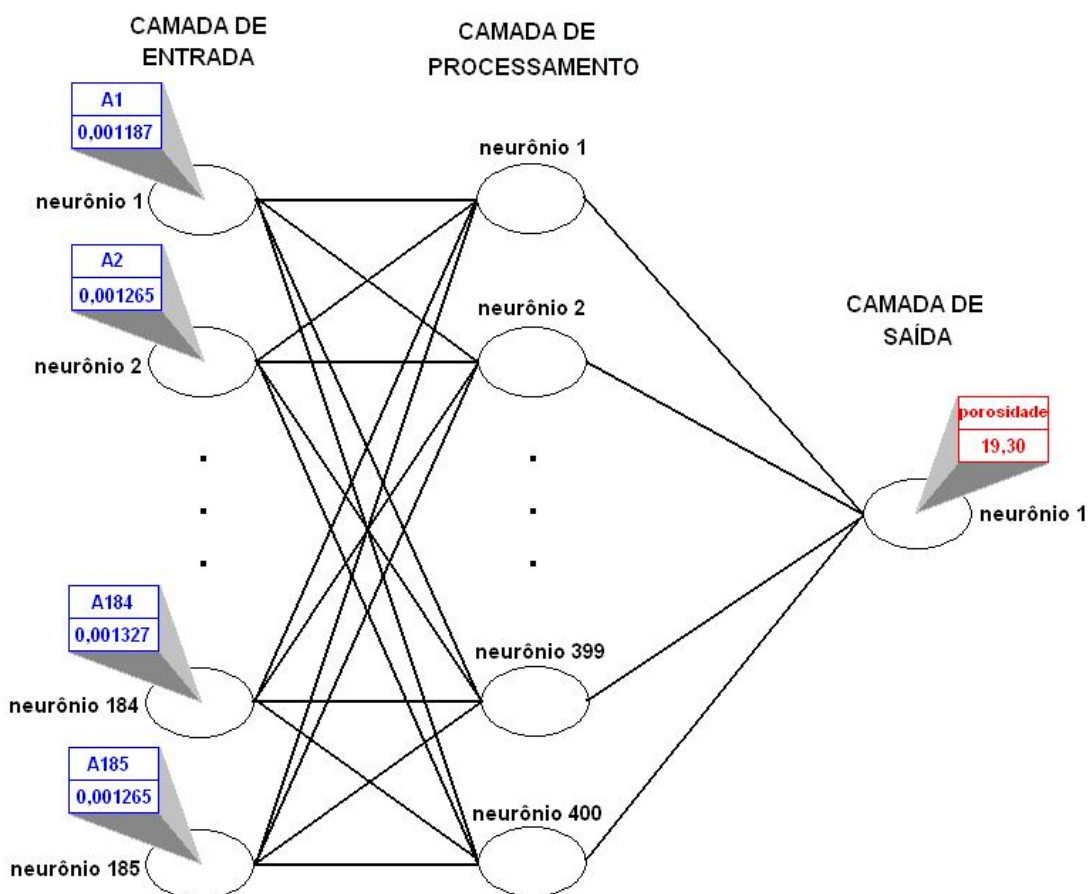 CAMADA DE
ENTRADA
CAMADA DE
PROCESSAMENTO
A1
0,001187
neurônio 1
neurônio 1
A2
0,001265
neurônio 2
neurônio 2
CAMADA DE
SAÍDA
porosidade
19,30
neurônio 1
A184
0,001327
neurônio 184
neurônio 399
A185
0,001265
neurônio 185
neurônio 400